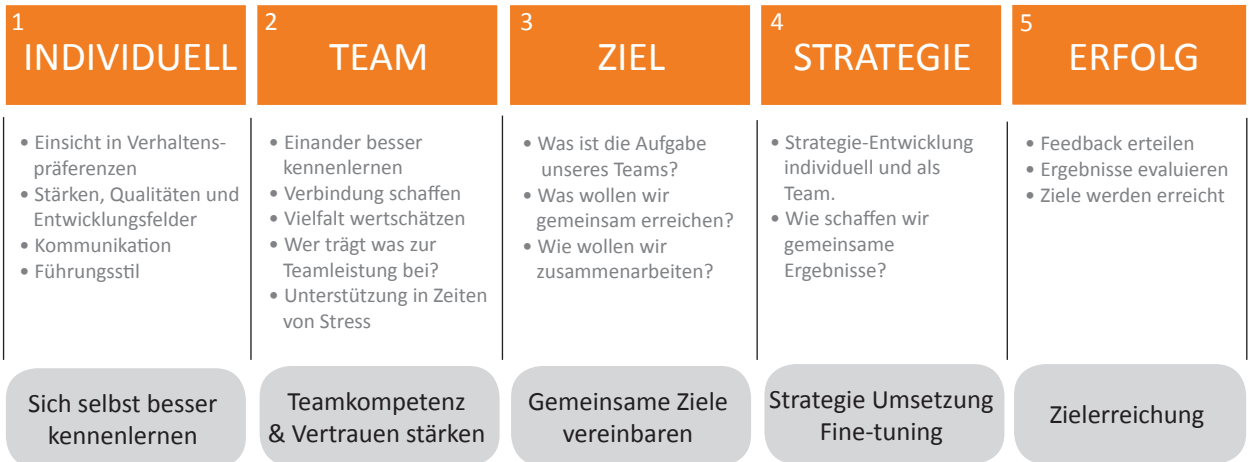 1
INDIVIDUELL
• Einsicht in Verhaltens-
präferenzen
• Stärken, Qualitäten und
Entwicklungsfelder
• Kommunikation
• Führungsstil
Sich selbst besser
kennenlernen
2
TEAM
• Einander besser
kennenlernen
• Verbindung schaffen
• Vielfalt wertschätzen
• Wer trägt was zur
Teamleistung bei?
• Unterstützung in Zeiten
von Stress
Teamkompetenz
& Vertrauen stärken
3
ZIEL
• Was ist die Aufgabe
unseres Teams?
• Was wollen wir
gemeinsam erreichen?
• Wie wollen wir
zusammenarbeiten?
Gemeinsame Ziele
vereinbaren
4
STRATEGIE
• Strategie-Entwicklung
individuell und als
Team.
• Wie schaffen wir
gemeinsame
Ergebnisse?
Strategie Umsetzung
Fine-tuning
5
ERFOLG
• Feedback erteilen
• Ergebnisse evaluieren
• Ziele werden erreicht
Zielerreichung